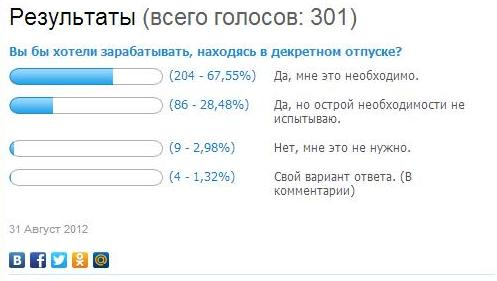 Результаты (всего голосов: 301)
Вы бы хотели зарабатывать, находясь в декретном отпуске?
(204 - 67,55%) Да, мне это необходимо.
(86 - 28,48%) Да, но острой необходимости не
испытываю.
(9 - 2,98%) Нет, мне это не нужно.
(4 - 1,32%) Свой вариант ответа. (В
комментарии)
31 Август 2012